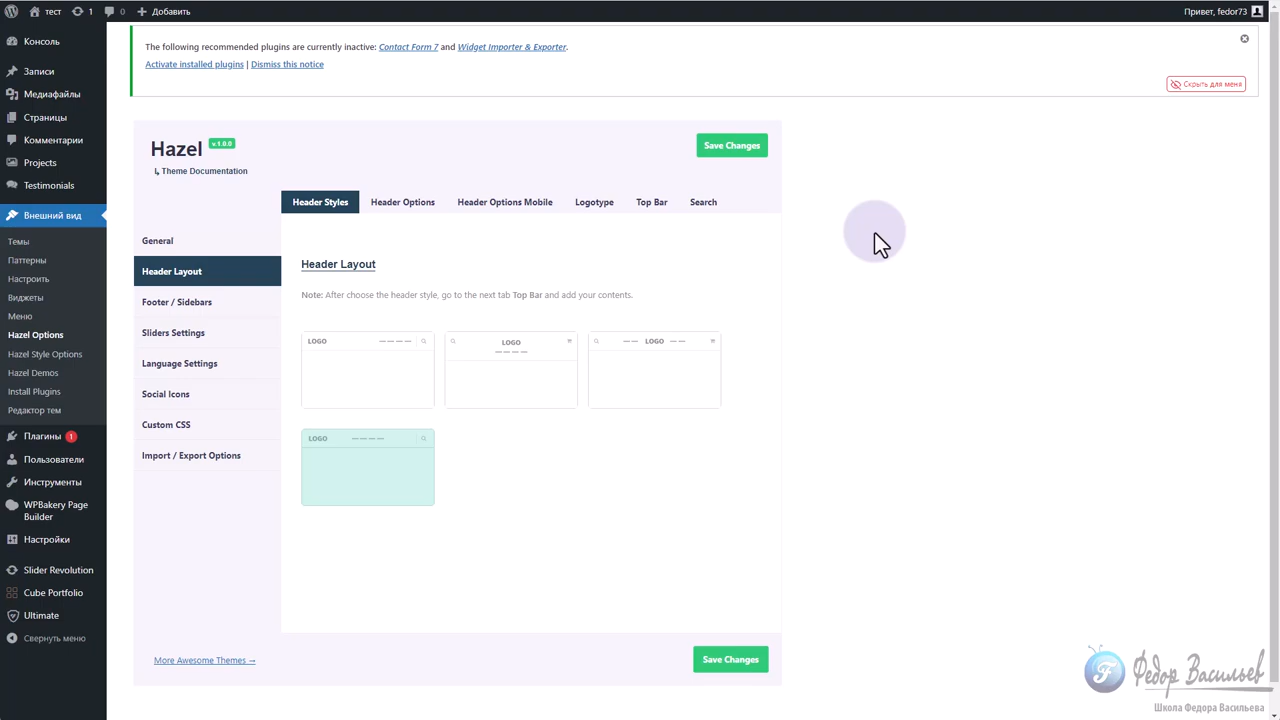 тест
1
0
Добавить
Привет, fedor73
Консоль
Записи
Медиафайлы
Страницы
Комментарии
Projects
Testimonials
Внешний вид
Темы
Паттерны
Настроить
Виджеты
Меню
Hazel Options
Hazel Style Options
Hazel Demos
Install Plugins
Редактор тем
Плагины 1
Пользователи
Инструменты
WPBakery Page
Builder
Настройки
Slider Revolution
Cube Portfolio
Ultimate
Свернуть меню
The following recommended plugins are currently inactive: Contact Form 7 and Widget Importer & Exporter.
Activate installed plugins | Dismiss this notice
Скрыть для меня
Hazel v.1.0.0
Save Changes
↳ Theme Documentation
Header Styles
Header Options
Header Options Mobile
Logotype
Top Bar
Search
General
Header Layout
Footer / Sidebars
Sliders Settings
Language Settings
Social Icons
Custom CSS
Import / Export Options
Header Layout
Note: After choose the header style, go to the next tab Top Bar and add your contents.
LOGO
LOGO
LOGO
LOGO
More Awesome Themes →
Save Changes
F
Федор Васильев
Школа Федора Васильева